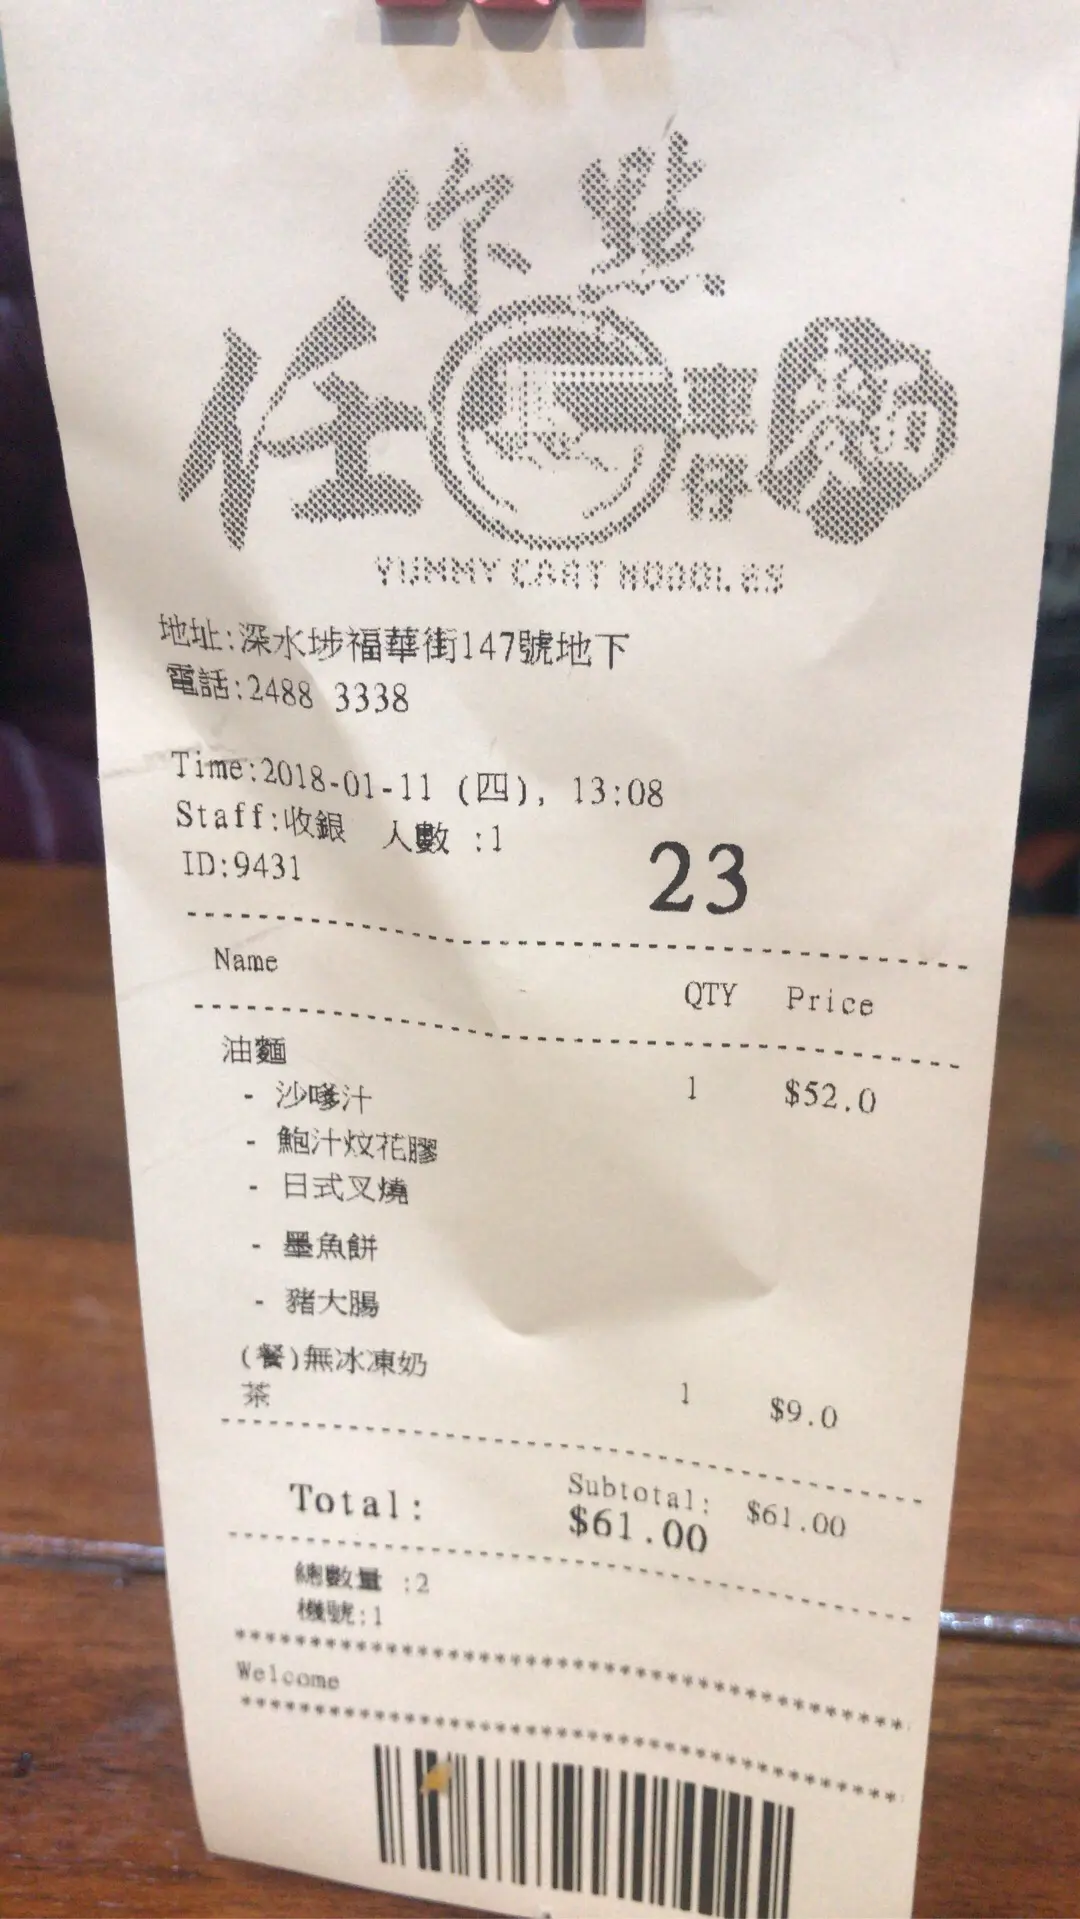 你點
任 車仔麵
YUMMY CART NOODLES
地址:深水埗福華街147號地下
電話:2488 3338
Time:2018-01-11 (四), 13:08
Staff:收銀 人數 :1
ID:9431
23
Name QTY Price
油麵 1 $52.0
- 沙嗲汁
- 鮑汁炆花膠
- 日式叉燒
- 墨魚餅
- 豬大腸
(餐)無冰凍奶
茶 1 $9.0
Subtotal: $61.00
Total: $61.00
總數量 :2
機號:1
************************************************
Welcome
************************************************